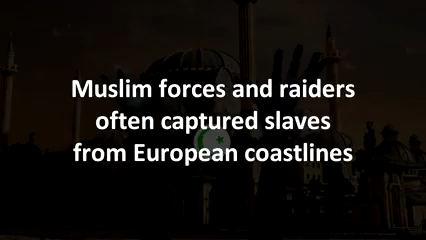 Muslim forces and raiders
often captured slaves
from European coastlines